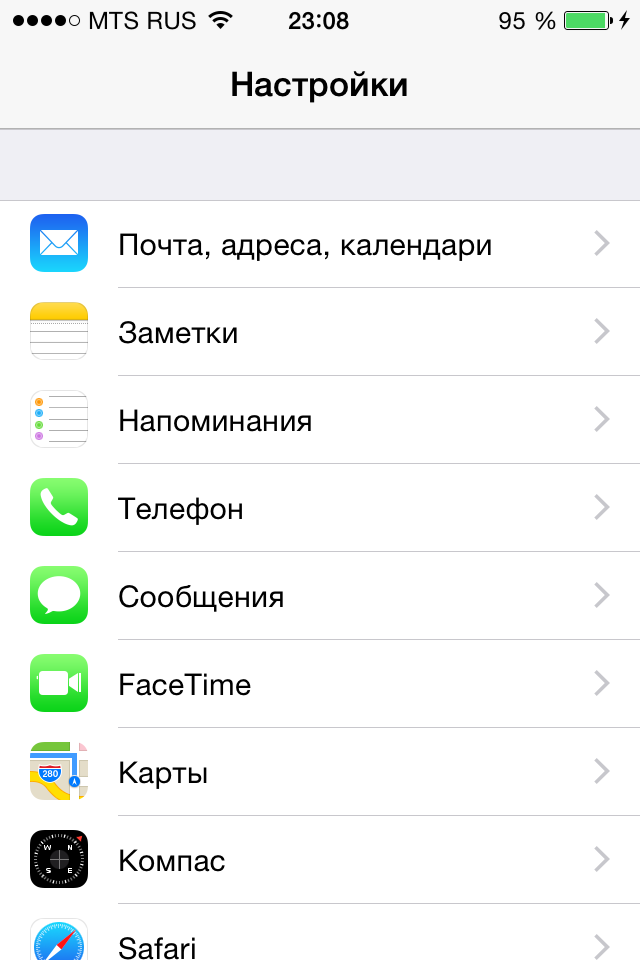 MTS RUS 23:08 95 %
Настройки
Почта, адреса, календари
Заметки
Напоминания
Телефон
Сообщения
FaceTime
280
Карты
W N
S E
Компас
Safari